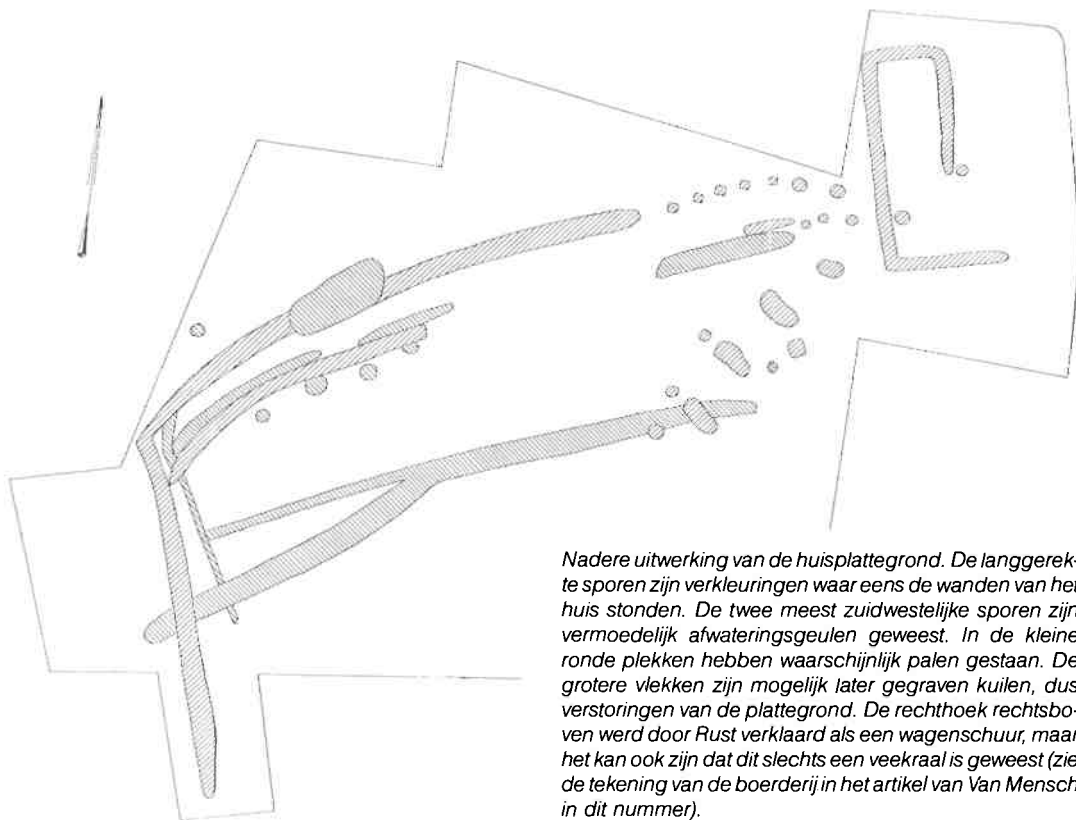 Nadere uitwerking van de huisplattegrond. De langgerek-
te sporen zijn verkleuringen waar eens de wanden van het
huis stonden. De twee meest zuidwestelijke sporen zijn
vermoedelijk afwateringsgeulen geweest. In de kleine
ronde plekken hebben waarschijnlijk palen gestaan. De
grotere vlekken zijn mogelijk later gegraven kuilen, dus
verstoringen van de plattegrond. De rechthoek rechtsbo-
ven werd door Rust verklaard als een wagenschuur, maar
het kan ook zijn dat dit slechts een veekraal is geweest (zie
de tekening van de boerderij in het artikel van Van Mensch
in dit nummer).